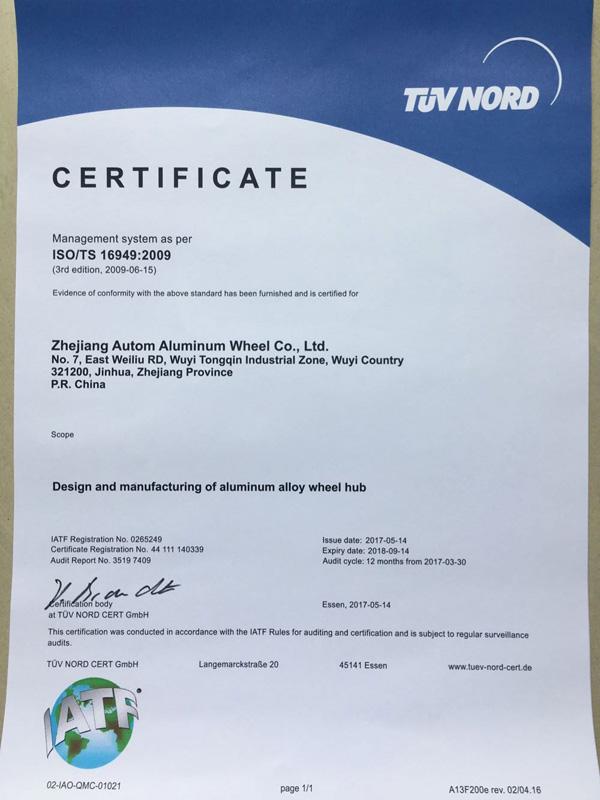 TÜV NORD
CERTIFICATE
Management system as per
ISO/TS 16949:2009
(3rd edition, 2009-06-15)
Evidence of conformity with the above standard has been furnished and is certified for
Zhejiang Autom Aluminum Wheel Co., Ltd.
No. 7, East Weiliu RD, Wuyi Tongqin Industrial Zone, Wuyi Country
321200, Jinhua, Zhejiang Province
P.R. China
Scope
Design and manufacturing of aluminum alloy wheel hub
IATF Registration No. 0265249
Certificate Registration No. 44 111 140339
Audit Report No. 3519 7409
Issue date: 2017-05-14
Expiry date: 2018-09-14
Audit cycle: 12 months from 2017-03-30
Certification body
at TÜV NORD CERT GmbH
Essen, 2017-05-14
This certification was conducted in accordance with the IATF Rules for auditing and certification and is subject to regular surveillance
audits.
TÜV NORD CERT GmbH Langemarckstraße 20 45141 Essen www.tuev-nord-cert.de
IATF
02-IAO-QMC-01021 page 1/1 A13F200e rev. 02/04.16